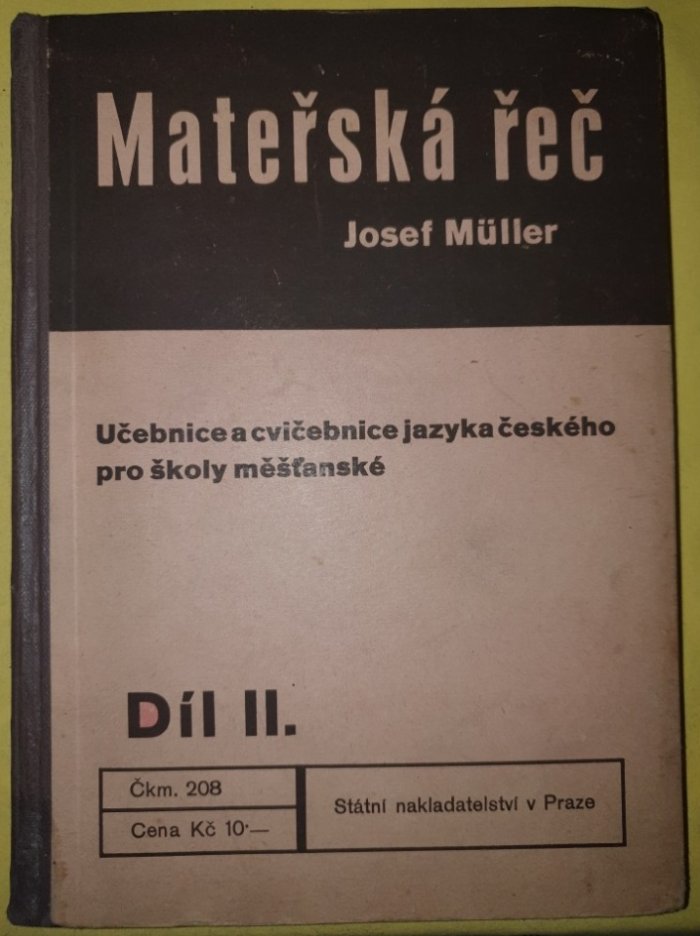 Mateřská řeč
Josef Müller
Učebnice a cvičebnice jazyka českého
pro školy měšťanské
Díl II.
Čkm. 208
Cena Kč 10·—
Státní nakladatelství v Praze